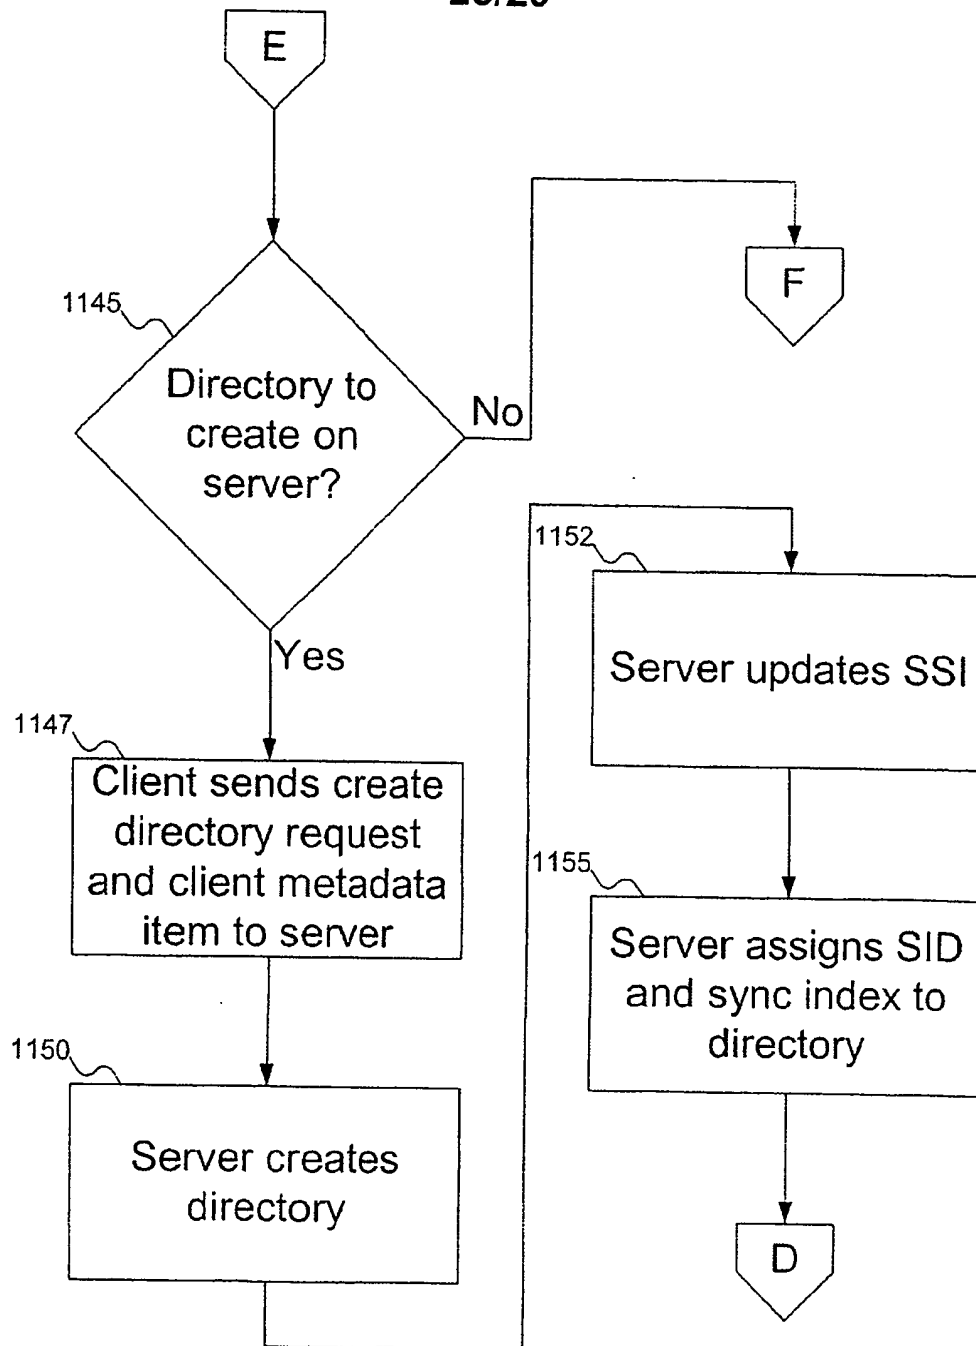 E
F
1145
Directory to
create on
server?
No
Yes
1147
Client sends create
directory request
and client metadata
item to server
1150
Server creates
directory
1152
Server updates SSI
1155
Server assigns SID
and sync index to
directory
D